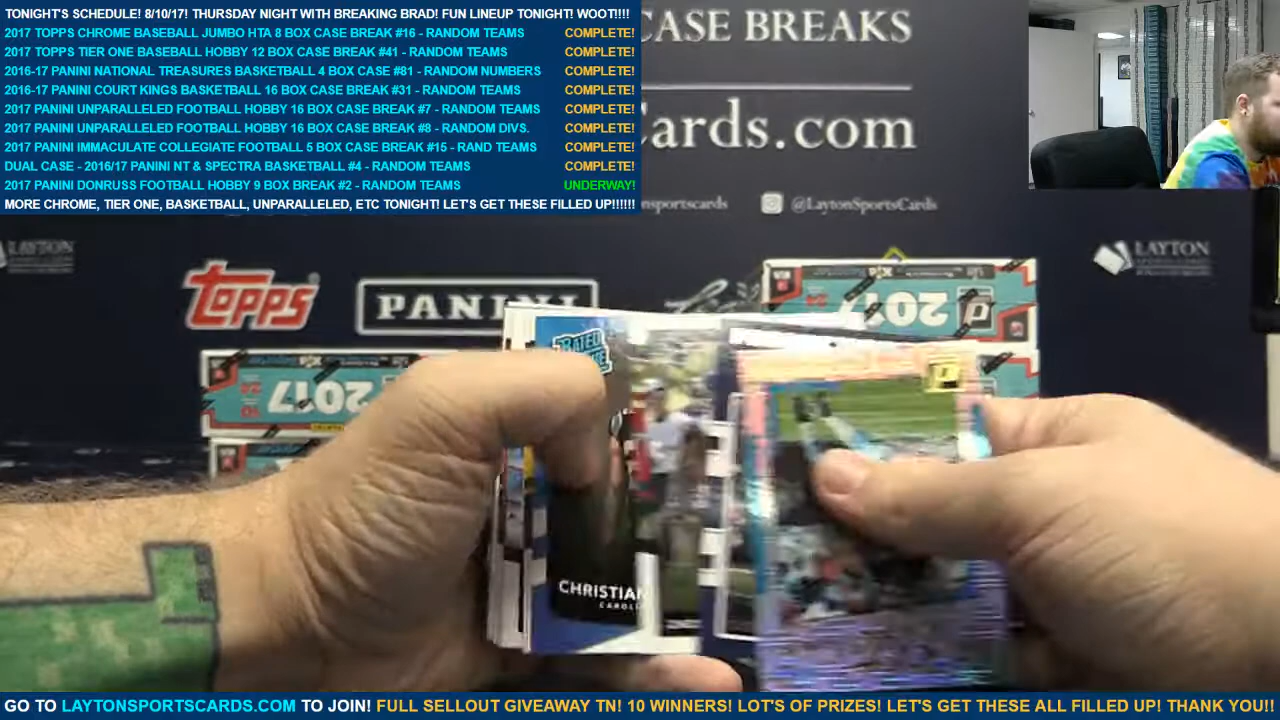 TONIGHT'S SCHEDULE! 8/10/17! THURSDAY NIGHT WITH BREAKING BRAD! FUN LINEUP TONIGHT! WOOT!!!!
2017 TOPPS CHROME BASEBALL JUMBO HTA 8 BOX CASE BREAK #16 - RANDOM TEAMS COMPLETE!
2017 TOPPS TIER ONE BASEBALL HOBBY 12 BOX CASE BREAK #41 - RANDOM TEAMS COMPLETE!
2016-17 PANINI NATIONAL TREASURES BASKETBALL 4 BOX CASE #81 - RANDOM NUMBERS COMPLETE!
2016-17 PANINI COURT KINGS BASKETBALL 16 BOX CASE BREAK #31 - RANDOM TEAMS COMPLETE!
2017 PANINI UNPARALLELED FOOTBALL HOBBY 16 BOX CASE BREAK #7 - RANDOM TEAMS COMPLETE!
2017 PANINI UNPARALLELED FOOTBALL HOBBY 16 BOX CASE BREAK #8 - RANDOM DIVS. COMPLETE!
2017 PANINI IMMACULATE COLLEGIATE FOOTBALL 5 BOX CASE BREAK #15 - RAND TEAMS COMPLETE!
DUAL CASE - 2016/17 PANINI NT & SPECTRA BASKETBALL #4 - RANDOM TEAMS COMPLETE!
2017 PANINI DONRUSS FOOTBALL HOBBY 9 BOX BREAK #2 - RANDOM TEAMS UNDERWAY!
MORE CHROME, TIER ONE, BASKETBALL, UNPARALLELED, ETC TONIGHT! LET'S GET THESE FILLED UP!!!!!!
CASE BREAKS
Cards.com
nsportscards @LaytonSportsCards
LAYTON
LAYTON
TOPPS
PANINI
2017
2017
RATED
CHRISTIAN
CAROLI
GO TO LAYTONSPORTSCARDS.COM TO JOIN! FULL SELLOUT GIVEAWAY TN! 10 WINNERS! LOT'S OF PRIZES! LET'S GET THESE ALL FILLED UP! THANK YOU!!